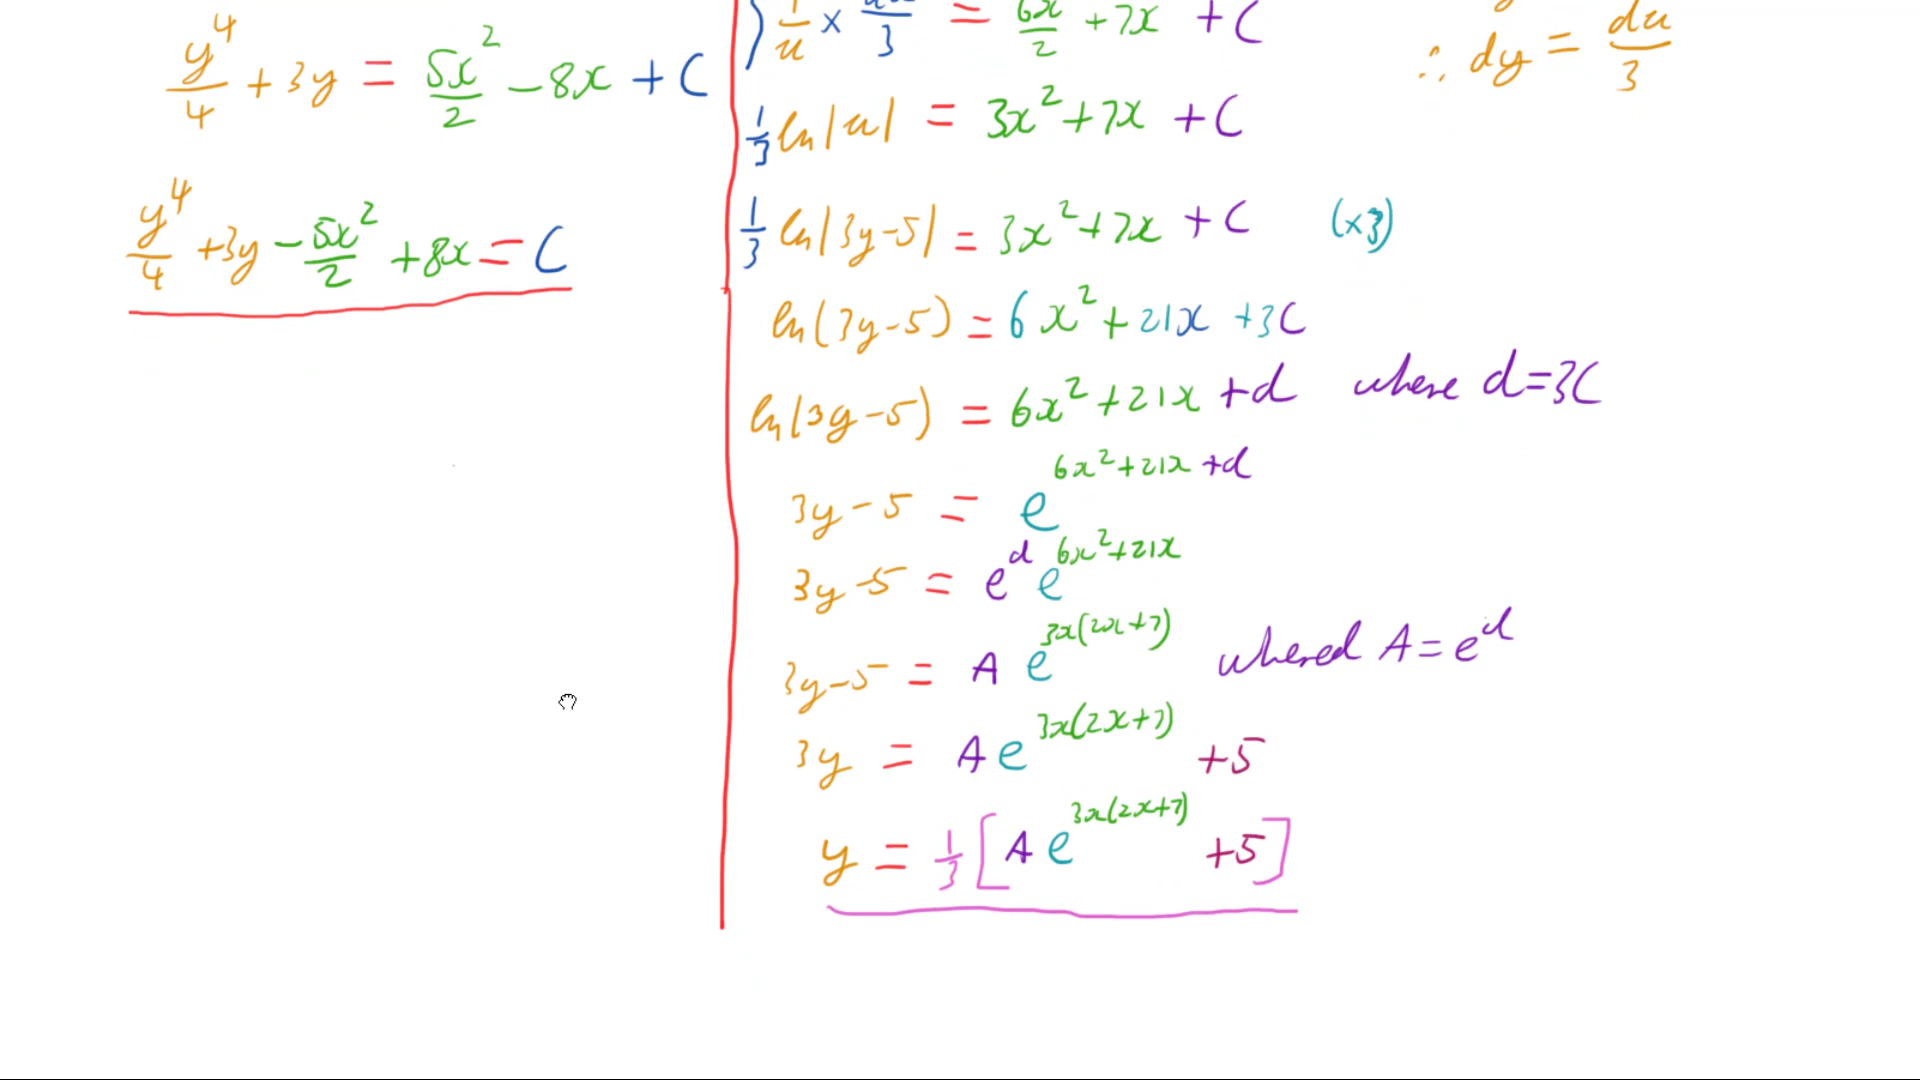 y⁴/4 + 3y = 5x²/2 − 8x + C
y⁴/4 + 3y − 5x²/2 + 8x = C
∫ 1/u × du/3 = 6x²/2 + 7x + C
1/3 ln|u| = 3x² + 7x + C
1/3 ln|3y−5| = 3x² + 7x + C (×3)
ln(3y−5) = 6x² + 21x + 3C
ln(3y−5) = 6x² + 21x + d where d=3C
3y − 5 = e^(6x²+21x+d)
3y − 5 = e^d e^(6x²+21x)
3y − 5 = A e^(3x(2x+7)) whered A = e^d
3y = A e^(3x(2x+7)) + 5
y = 1/3 [A e^(3x(2x+7)) + 5]
∴ dy = du/3